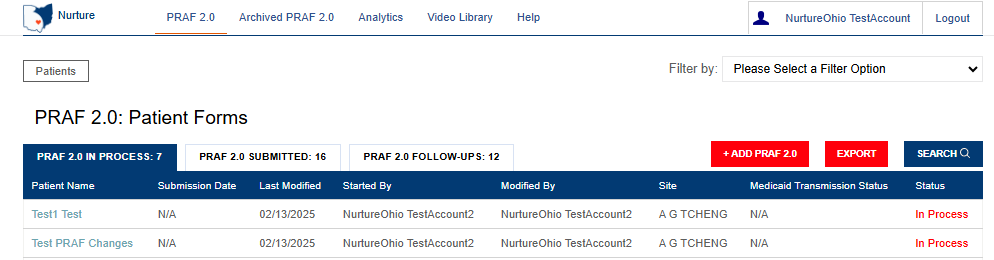 Nurture PRAF 2.0 Archived PRAF 2.0 Analytics Video Library Help NurtureOhio TestAccount Logout
Patients Filter by: Please Select a Filter Option
PRAF 2.0: Patient Forms
PRAF 2.0 IN PROCESS: 7 PRAF 2.0 SUBMITTED: 16 PRAF 2.0 FOLLOW-UPS: 12 + ADD PRAF 2.0 EXPORT SEARCH
Patient Name Submission Date Last Modified Started By Modified By Site Medicaid Transmission Status Status
Test1 Test N/A 02/13/2025 NurtureOhio TestAccount2 NurtureOhio TestAccount2 A G TCHENG N/A In Process
Test PRAF Changes N/A 02/13/2025 NurtureOhio TestAccount2 NurtureOhio TestAccount2 A G TCHENG N/A In Process